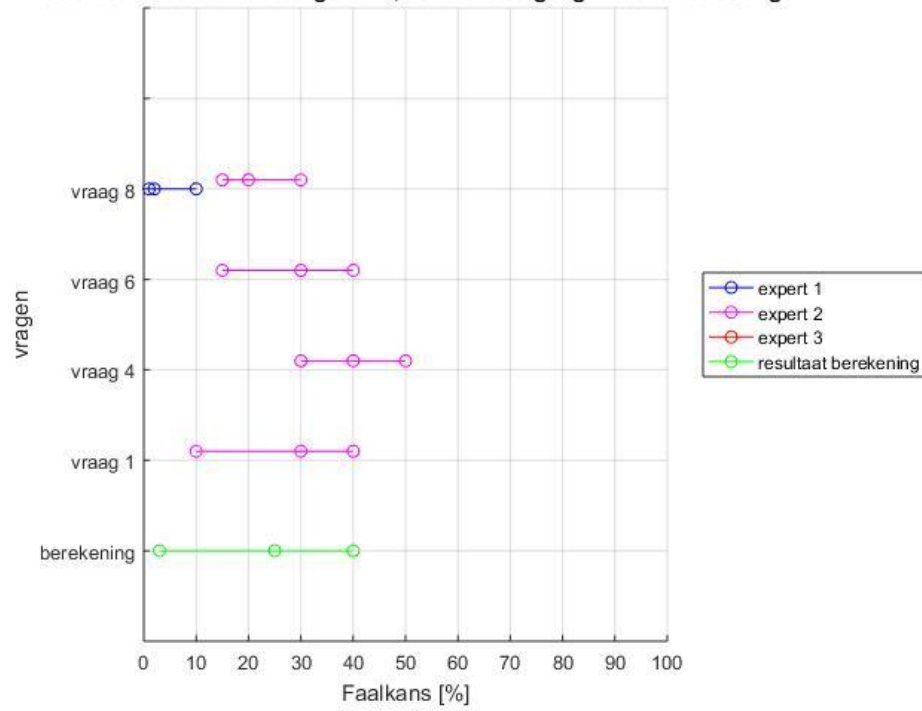 vraag 8
vraag 6
vraag 4
vraag 1
berekening
vragen
0 10 20 30 40 50 60 70 80 90 100
Faalkans [%]
expert 1
expert 2
expert 3
resultaat berekening